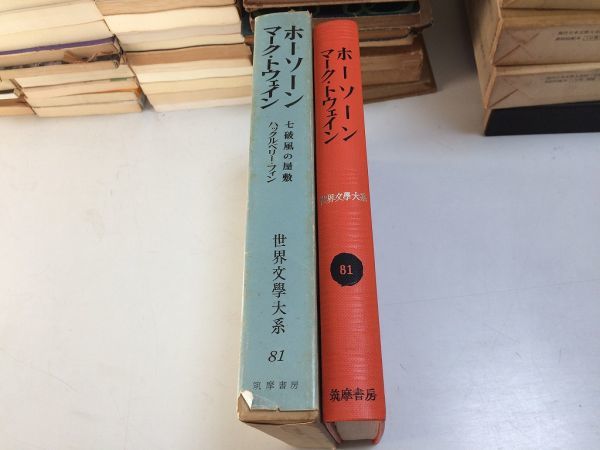 ホーソーン
マーク・トウェイン
七破風の屋敷
ハックルベリー・フィン
世界文學大系
81
筑摩書房
ホーソーン
マーク・トウェイン
世界文學大系
81
筑摩書房